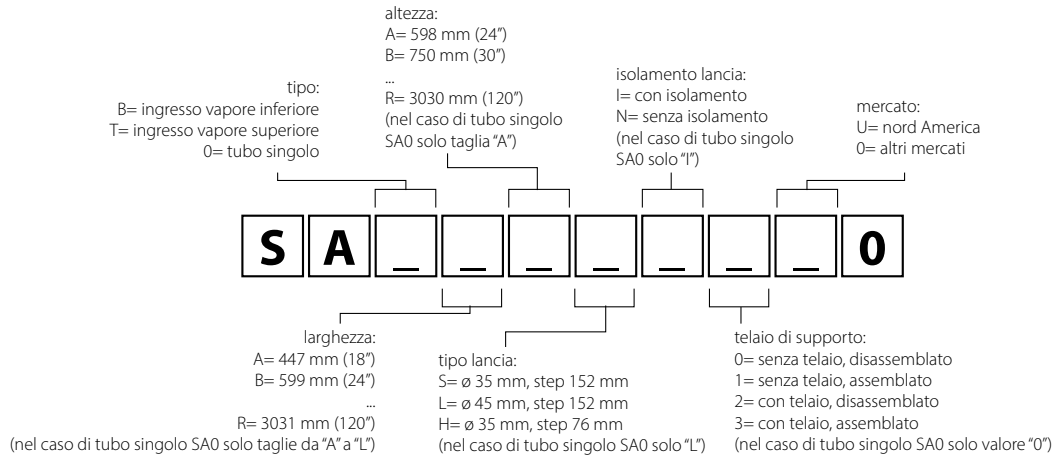 altezza:
A= 598 mm (24”)
B= 750 mm (30”)
...
R= 3030 mm (120”)
(nel caso di tubo singolo
SA0 solo taglia “A”)
tipo:
B= ingresso vapore inferiore
T= ingresso vapore superiore
0= tubo singolo
isolamento lancia:
I= con isolamento
N= senza isolamento
(nel caso di tubo singolo
SA0 solo “I”)
mercato:
U= nord America
0= altri mercati
S A _ _ _ _ _ _ _ 0
larghezza:
A= 447 mm (18”)
B= 599 mm (24”)
...
R= 3031 mm (120”)
(nel caso di tubo singolo SA0 solo taglie da “A” a “L”)
tipo lancia:
S= ø 35 mm, step 152 mm
L= ø 45 mm, step 152 mm
H= ø 35 mm, step 76 mm
(nel caso di tubo singolo SA0 solo “L”)
telaio di supporto:
0= senza telaio, disassemblato
1= senza telaio, assemblato
2= con telaio, disassemblato
3= con telaio, assemblato
(nel caso di tubo singolo SA0 solo valore “0”)